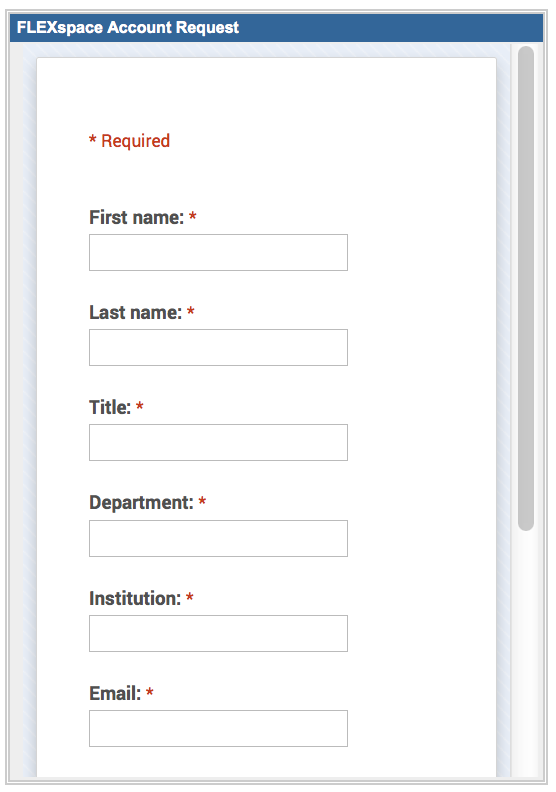 FLEXspace Account Request
* Required
First name: *
Last name: *
Title: *
Department: *
Institution: *
Email: *